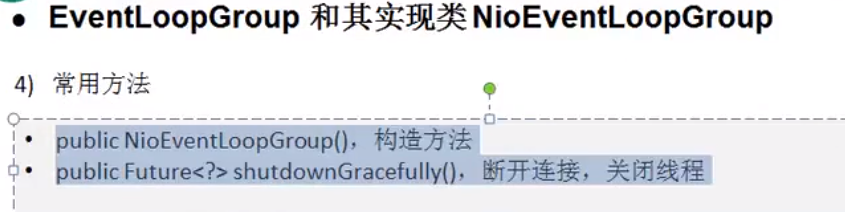 • EventLoopGroup 和其实现类 NioEventLoopGroup
4) 常用方法
• public NioEventLoopGroup()，构造方法
• public Future<?> shutdownGracefully()，断开连接，关闭线程